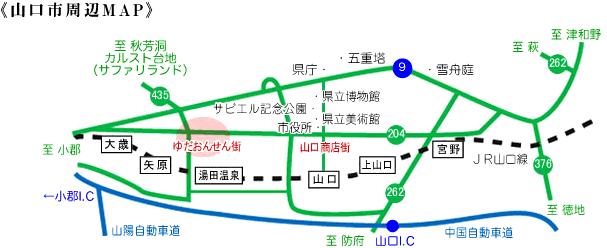 《山口市周辺MAP》
至 秋芳洞
カルスト台地
（サファリランド）
至 津和野
至 萩
262
・五重塔
県庁・
9
・雪舟庭
435
・県立博物館
サビエル記念公園・
・県立美術館
市役所・
204
ゆだおんせん街
山口商店街
大歳
至 小郡
矢原
湯田温泉
山口
上山口
宮野
JR山口線
376
262
至 徳地
←小郡I.C
山陽自動車道
至 防府
山口I.C
中国自動車道